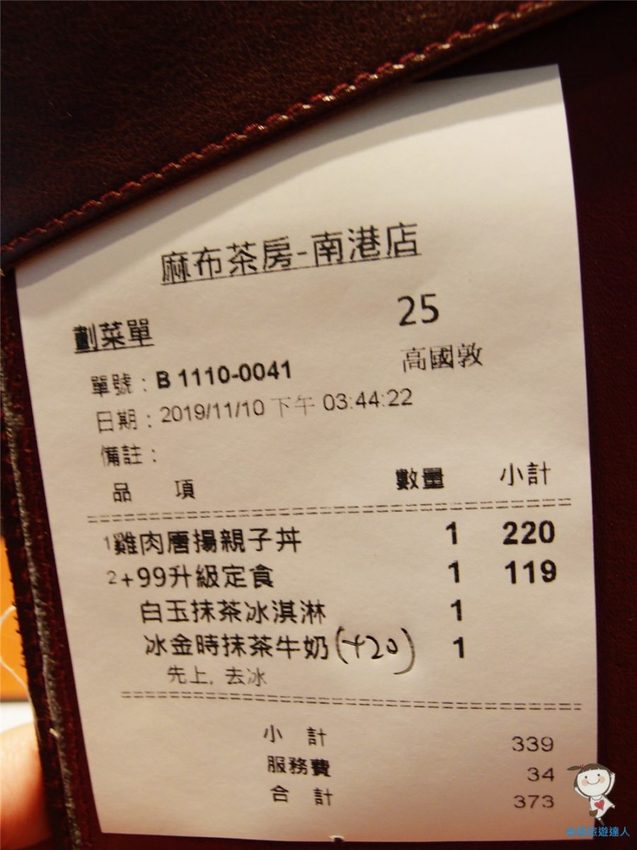 麻布茶房-南港店
劃菜單 25
單號：B 1110-0041 高國敦
日期：2019/11/10 下午 03:44:22
備註：
品 項 數量 小計
1雞肉唐揚親子丼 1 220
2+99升級定食 1 119
白玉抹茶冰淇淋 1
冰金時抹茶牛奶(+20) 1
先上, 去冰
小 計 339
服務費 34
合 計 373
旅遊達人